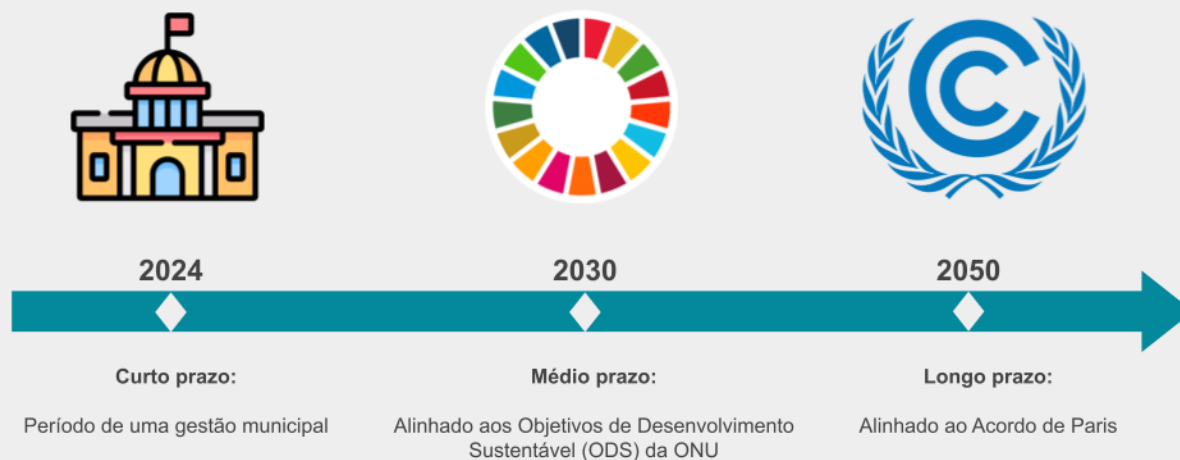 2024
Curto prazo:
Período de uma gestão municipal
2030
Médio prazo:
Alinhado aos Objetivos de Desenvolvimento
Sustentável (ODS) da ONU
2050
Longo prazo:
Alinhado ao Acordo de Paris